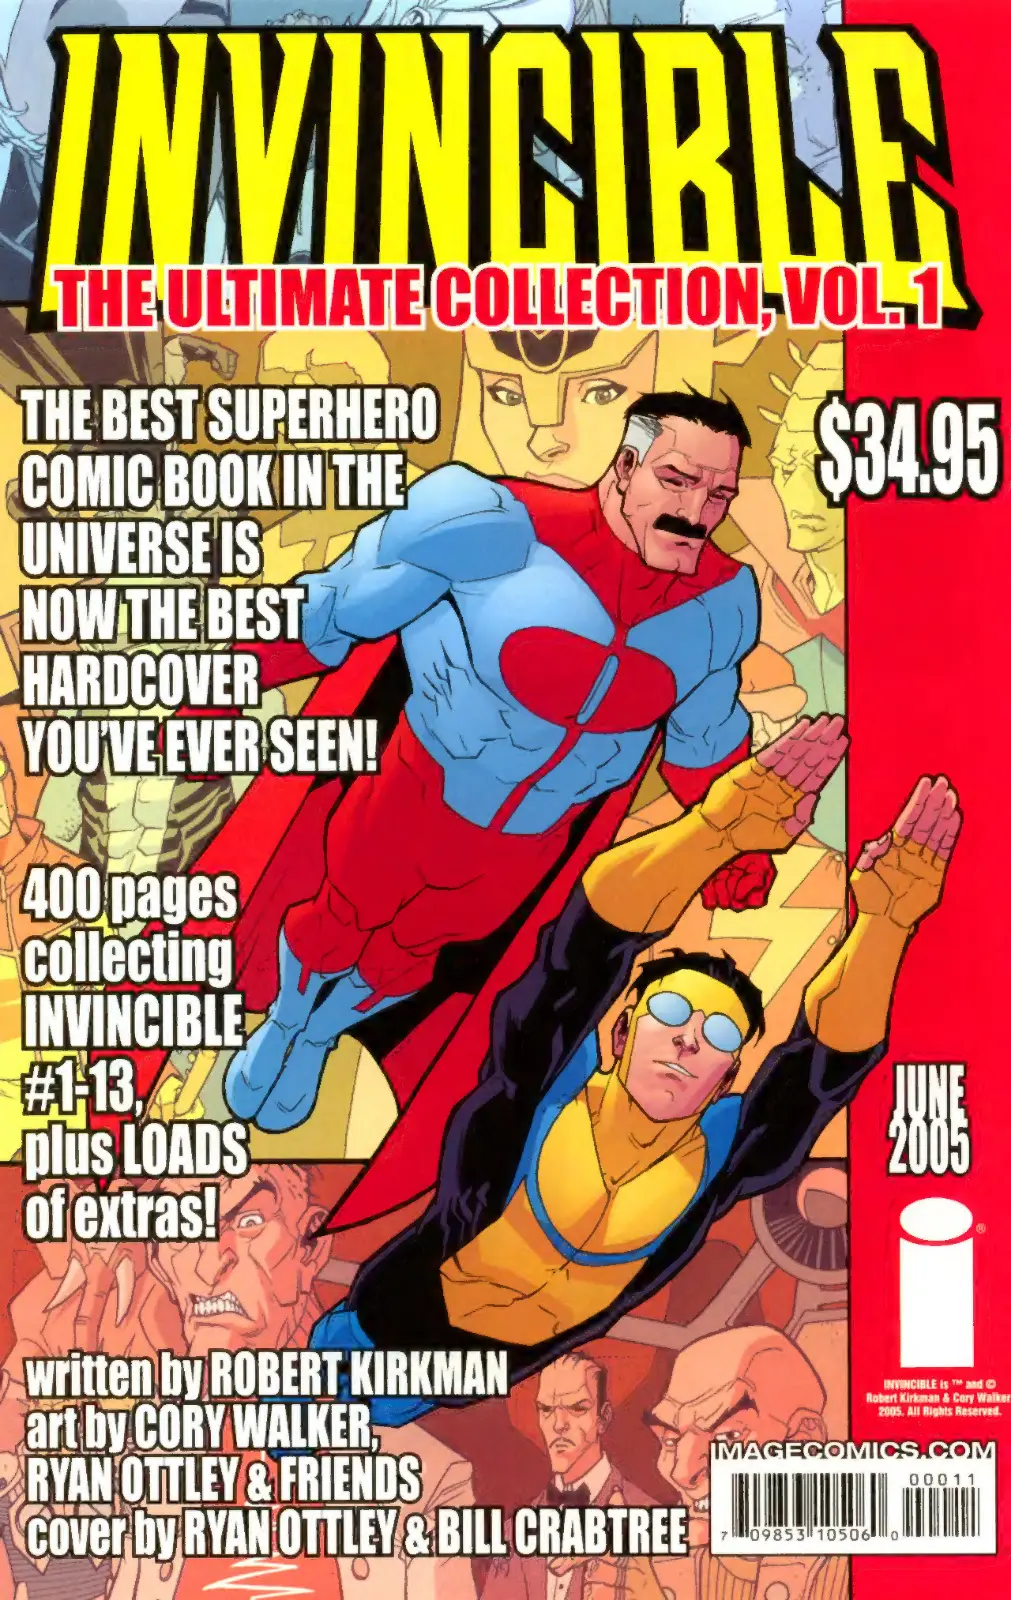 INVINCIBLE
THE ULTIMATE COLLECTION, VOL. 1
THE BEST SUPERHERO
COMIC BOOK IN THE
UNIVERSE IS
NOW THE BEST
HARDCOVER
YOU'VE EVER SEEN!
$34.95
400 pages
collecting
INVINCIBLE
#1-13,
plus LOADS
of extras!
JUNE
2005
®
written by ROBERT KIRKMAN
art by CORY WALKER,
RYAN OTTLEY & FRIENDS
cover by RYAN OTTLEY & BILL CRABTREE
INVINCIBLE is ™ and ©
Robert Kirkman & Cory Walker
2005. All Rights Reserved.
IMAGECOMICS.COM
00011
7 09853 10506 0